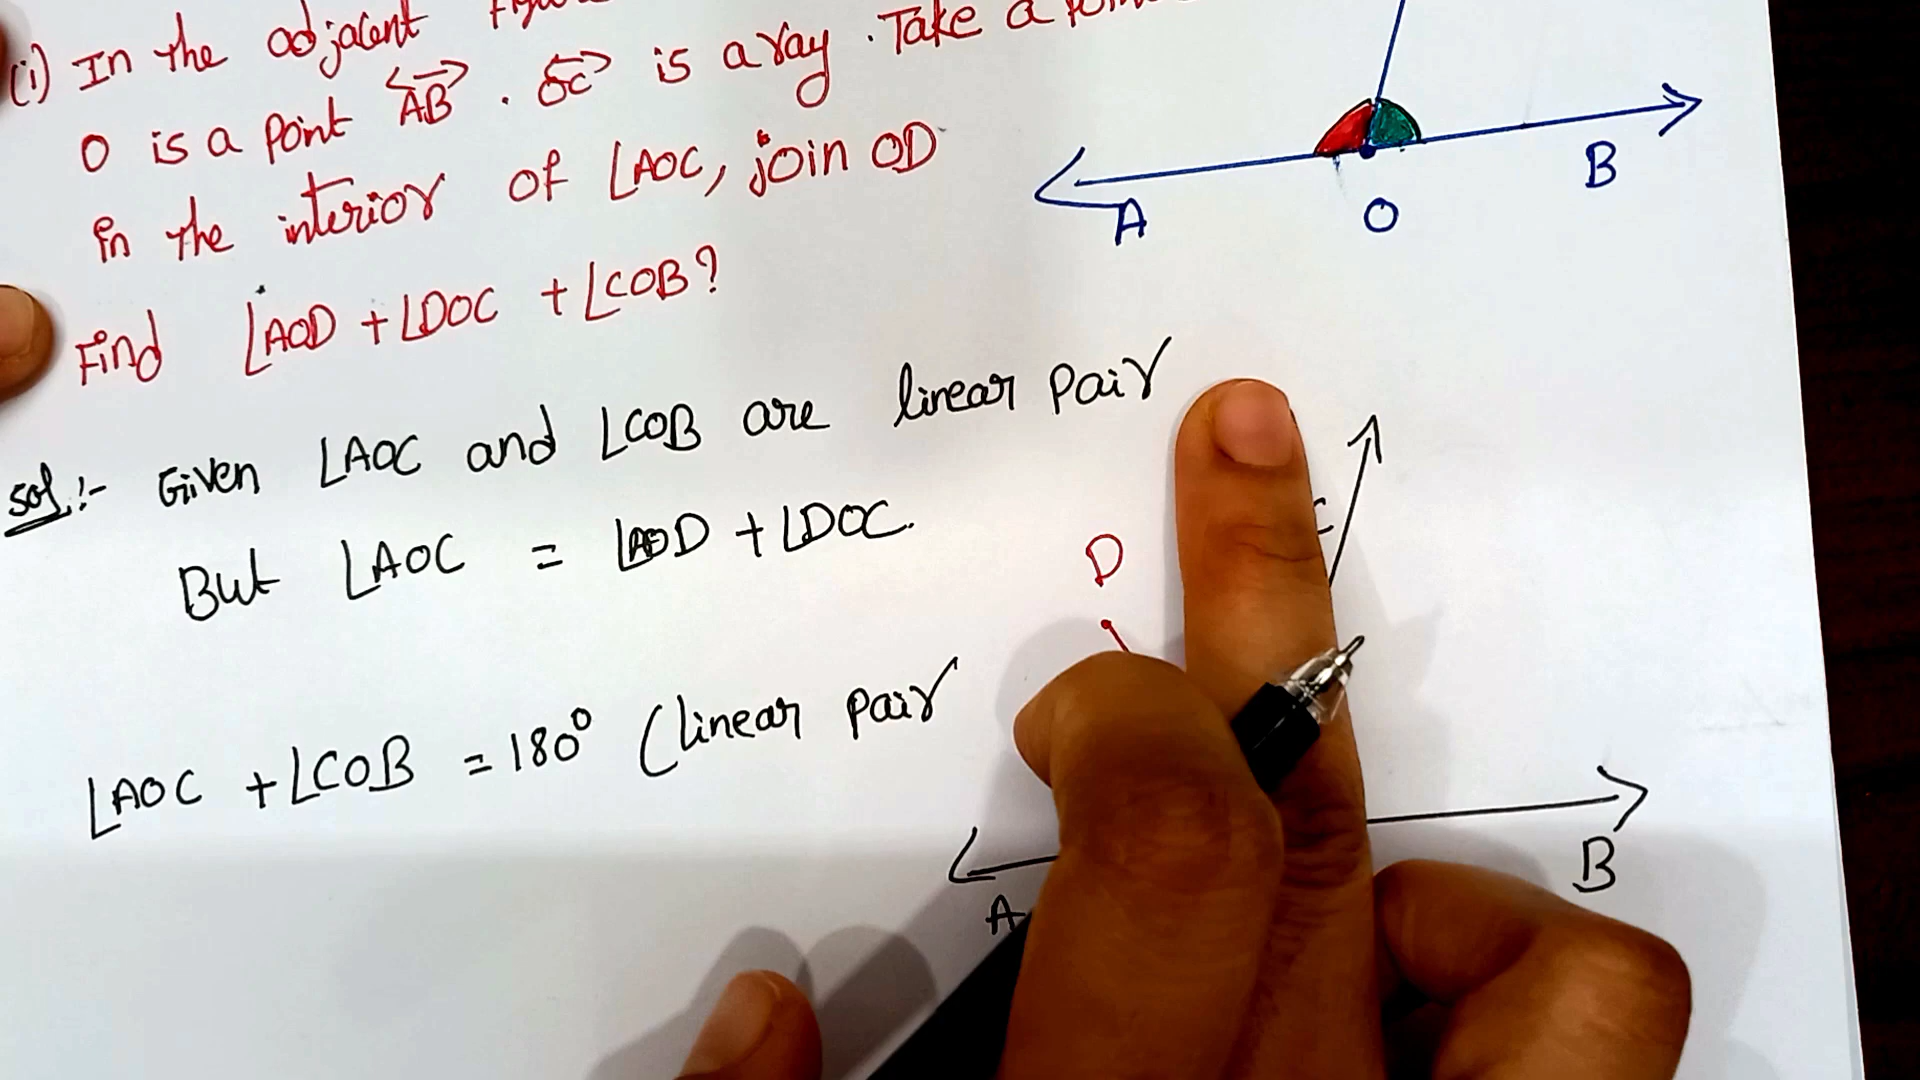 (i) In the adjacent
O is a point AB . OC is a ray . Take a
in the interior of ∠AOC, join OD
Find ∠AOD + ∠DOC + ∠COB?
Sol:- Given ∠AOC and ∠COB are linear pair
But ∠AOC = ∠AOD + ∠DOC.
∠AOC + ∠COB = 180° (linear pair
A
O
B
D
C
A
B